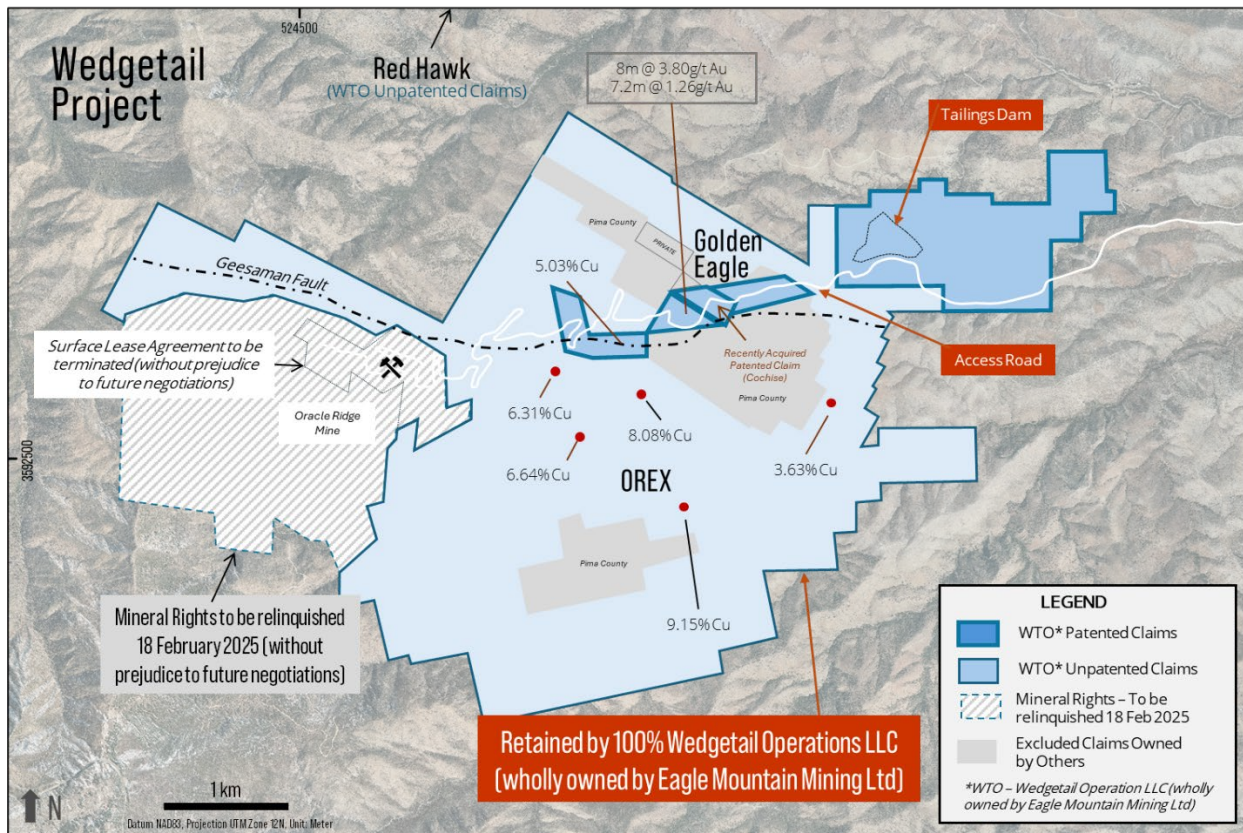 Wedgetail
Project
524500
Red Hawk
(WTO Unpatented Claims)
8m @ 3.80g/t Au
7.2m @ 1.26g/t Au
Tailings Dam
Pima County
PRIVATE
Golden
Eagle
Geesaman Fault
5.03% Cu
Surface Lease Agreement to be
terminated (without prejudice
to future negotiations)
Recently Acquired
Patented Claim
(Cochise)
Access Road
Pima County
Oracle Ridge
Mine
6.31% Cu
8.08% Cu
3.63% Cu
3592500
6.64% Cu
OREX
Pima County
9.15% Cu
Mineral Rights to be relinquished
18 February 2025 (without
prejudice to future negotiations)
Retained by 100% Wedgetail Operations LLC
(wholly owned by Eagle Mountain Mining Ltd)
LEGEND
WTO* Patented Claims
WTO* Unpatented Claims
Mineral Rights – To be
relinquished 18 Feb 2025
Excluded Claims Owned
by Others
*WTO – Wedgetail Operation LLC (wholly
owned by Eagle Mountain Mining Ltd)
N
1 km
Datum NAD83, Projection UTM Zone 12N, Unit: Meter